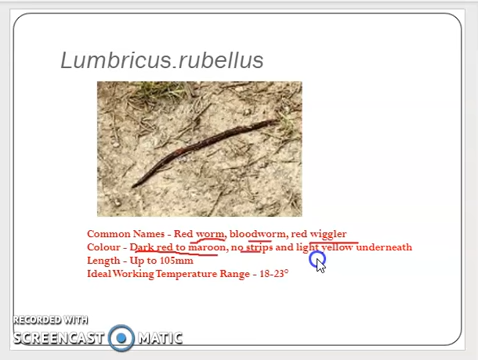 Lumbricus.rubellus
Common Names - Red worm, bloodworm, red wiggler
Colour - Dark red to maroon, no strips and light yellow underneath
Length - Up to 105mm
Ideal Working Temperature Range - 18-23°
RECORDED WITH
SCREENCAST MATIC